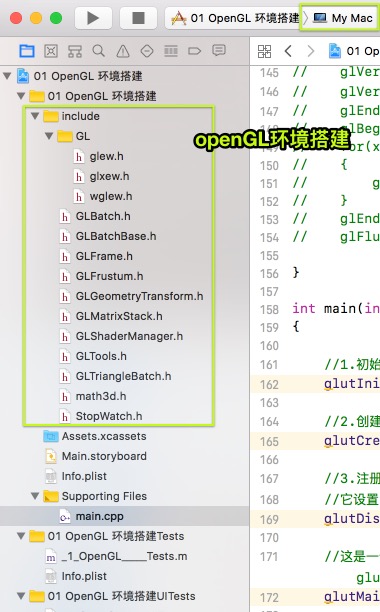 01 OpenGL 环境搭建
My Mac
01 OpenGL 环境搭建
01 OpenGL 环境搭建
include
GL
glew.h
glxew.h
wglew.h
GLBatch.h
GLBatchBase.h
GLFrame.h
GLFrustum.h
GLGeometryTransform.h
GLMatrixStack.h
GLShaderManager.h
GLTools.h
GLTriangleBatch.h
math3d.h
StopWatch.h
Assets.xcassets
Main.storyboard
Info.plist
Supporting Files
main.cpp
01 OpenGL 环境搭建Tests
_1_OpenGL_____Tests.m
Info.plist
01 OpenGL 环境搭建UITests
openGL环境搭建
145 // glVer
146 // glVer
147 // glEnd
148 // glBeg
149 // for(x
150 // {
151 // g
152 // }
153 // glEnd
154 // glFlu
155
156 }
157
158 int main(in
159 {
160
161 //1.初始
162 glutIni
163
164 //2.创建
165 glutCre
166
167 //3.注册
168 //它设置
169 glutDis
170
171 //这是一
glu
172 glutMai